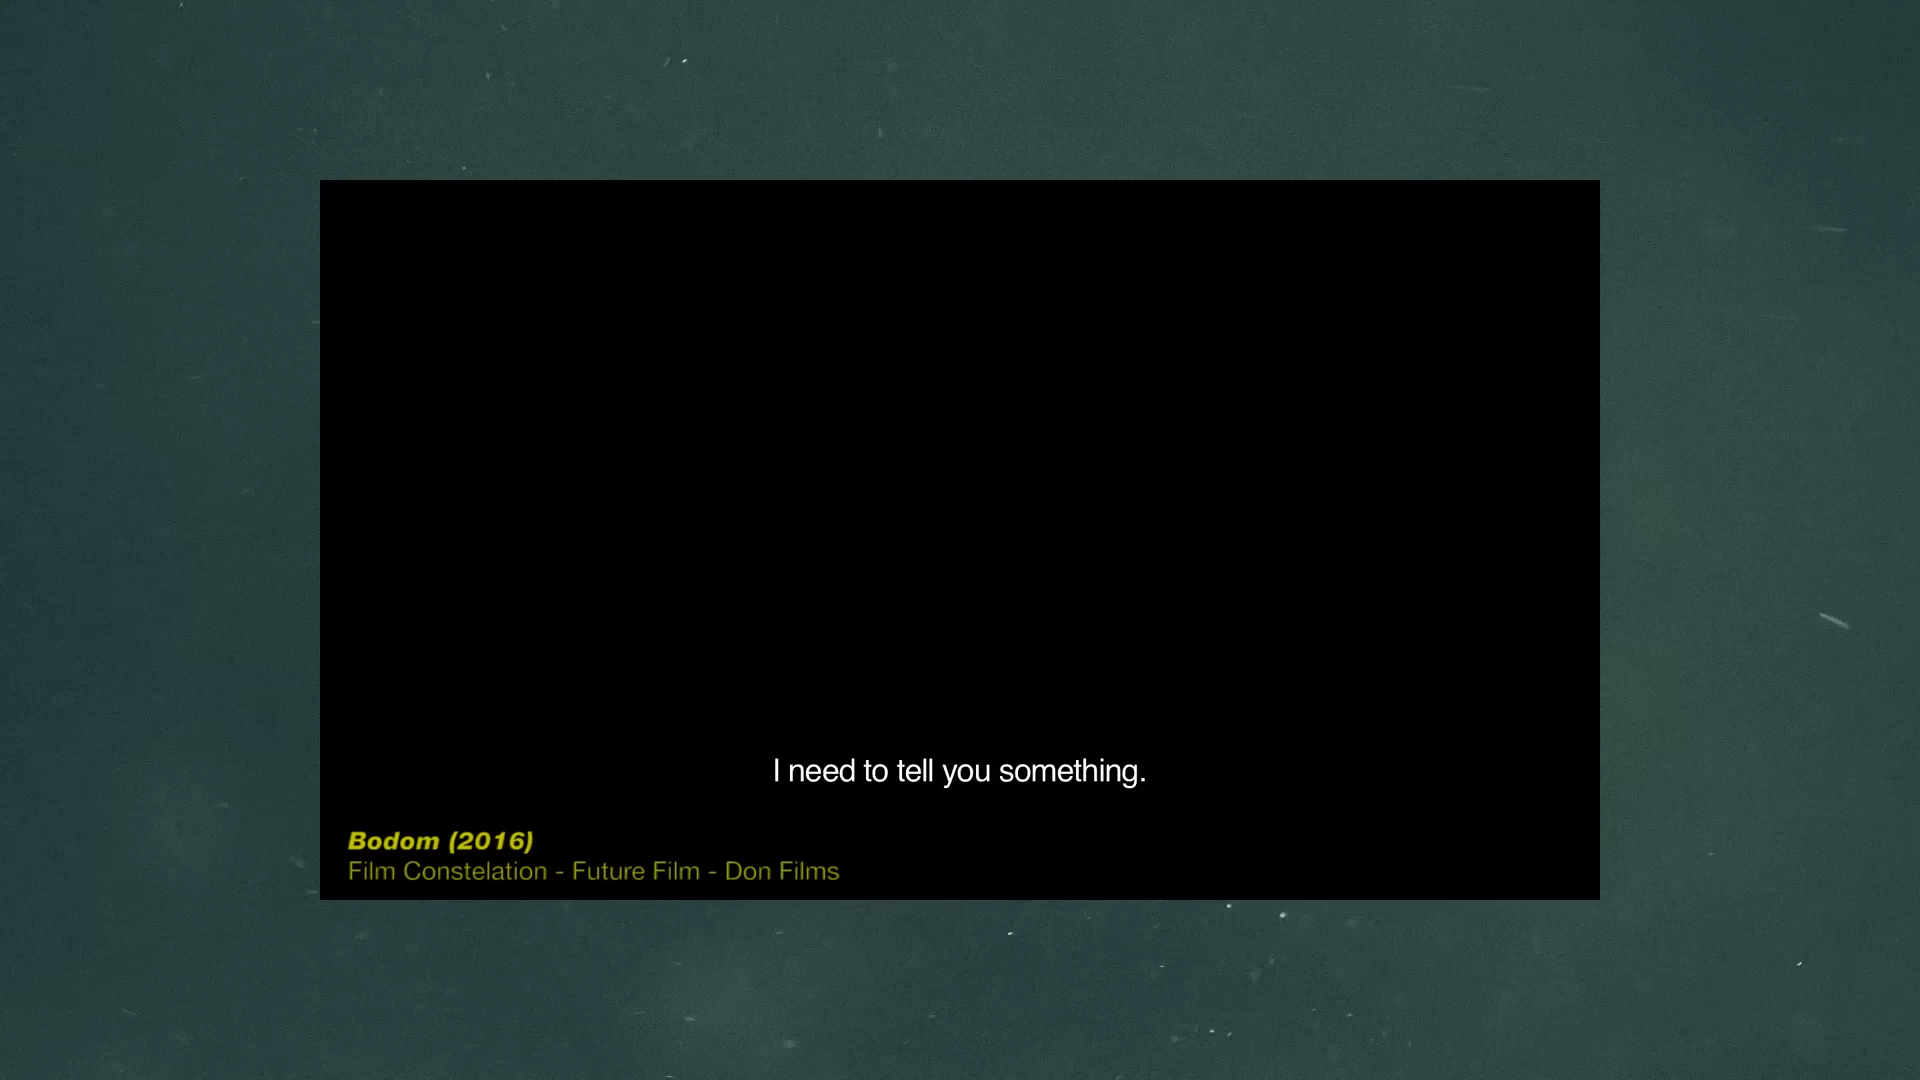 I need to tell you something.
Bodom (2016)
Film Constelation - Future Film - Don Films